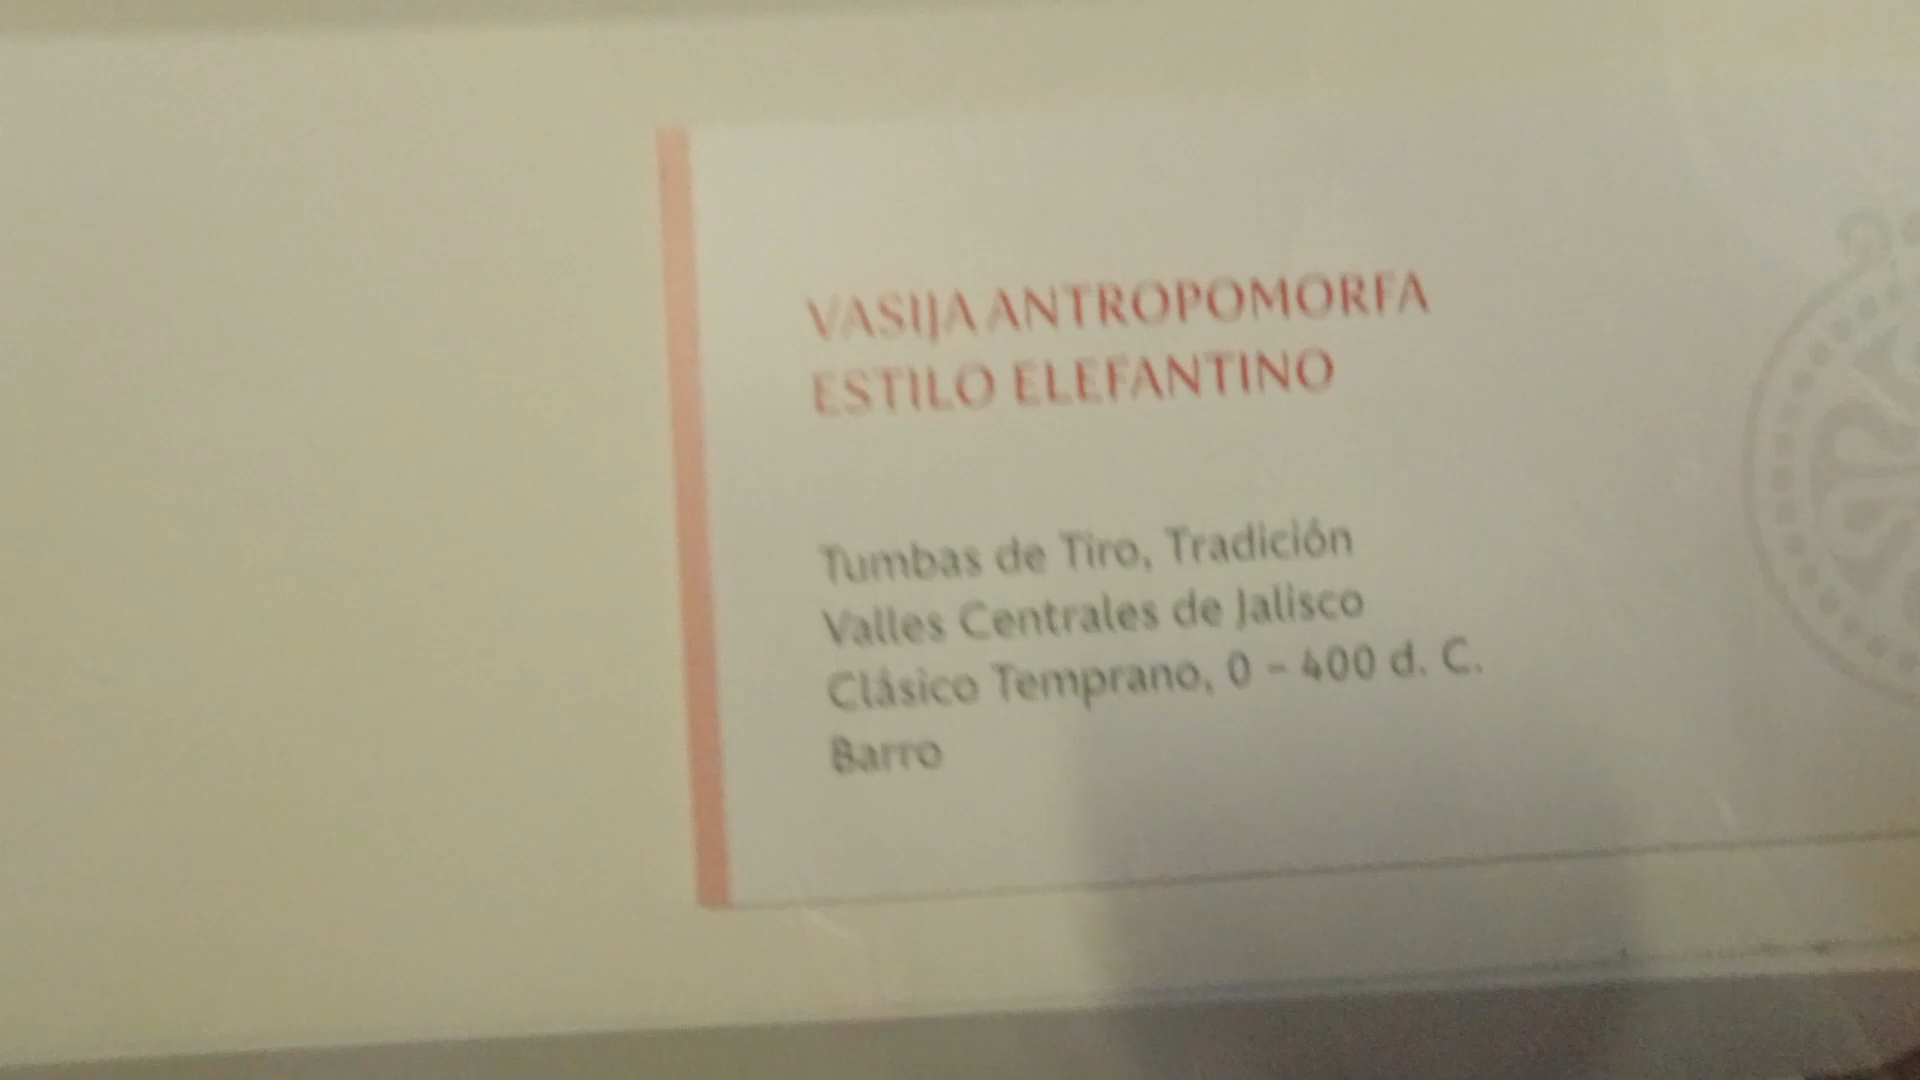 VASIJA ANTROPOMORFA
ESTILO ELEFANTINO
Tumbas de Tiro, Tradición
Valles Centrales de Jalisco
Clásico Temprano, 0 – 400 d. C.
Barro